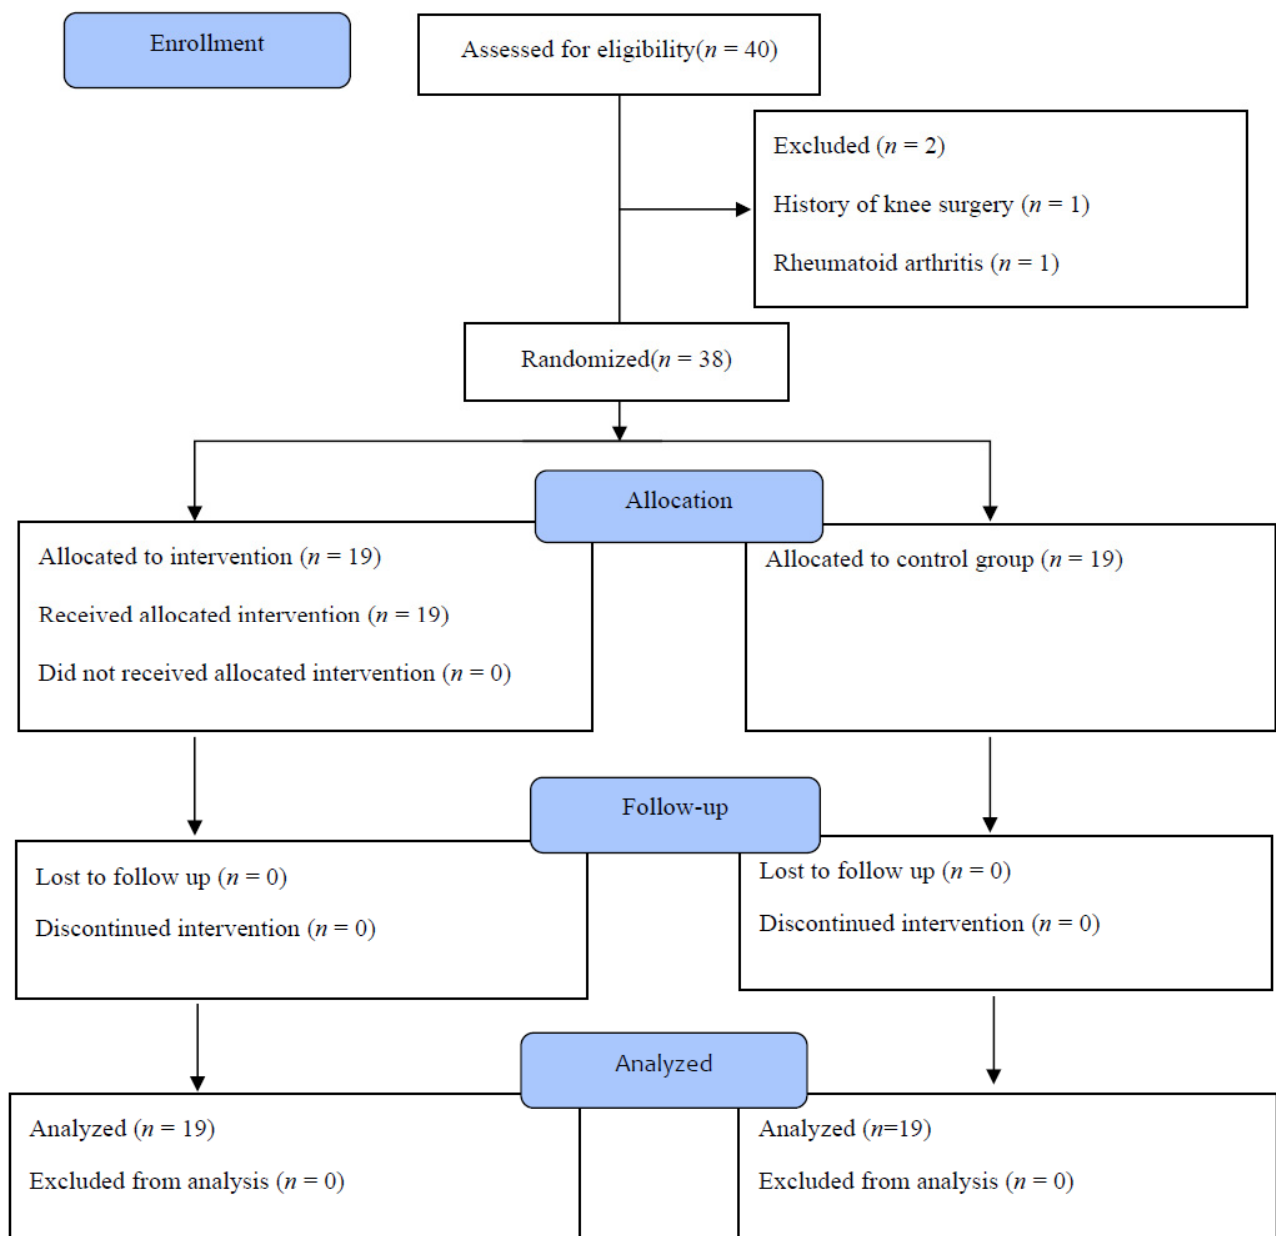 Enrollment
Assessed for eligibility(n = 40)
Excluded (n = 2)
History of knee surgery (n = 1)
Rheumatoid arthritis (n = 1)
Randomized(n = 38)
Allocation
Allocated to intervention (n = 19)
Received allocated intervention (n = 19)
Did not received allocated intervention (n = 0)
Allocated to control group (n = 19)
Follow-up
Lost to follow up (n = 0)
Discontinued intervention (n = 0)
Lost to follow up (n = 0)
Discontinued intervention (n = 0)
Analyzed
Analyzed (n = 19)
Excluded from analysis (n = 0)
Analyzed (n=19)
Excluded from analysis (n = 0)